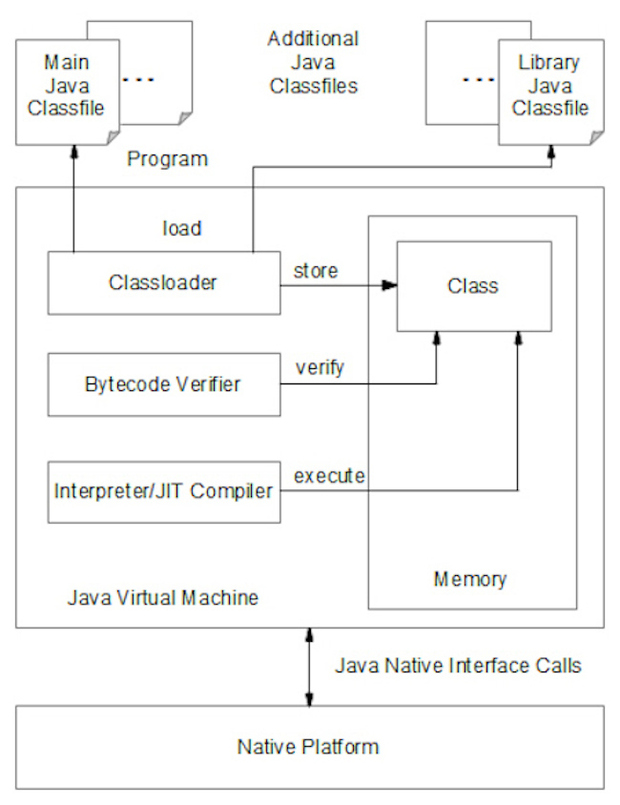 Main
Java
Classfile
...
Additional
Java
Classfiles
...
Library
Java
Classfile
Program
load
Classloader
store
Class
Bytecode Verifier
verify
Interpreter/JIT Compiler
execute
Memory
Java Virtual Machine
Java Native Interface Calls
Native Platform